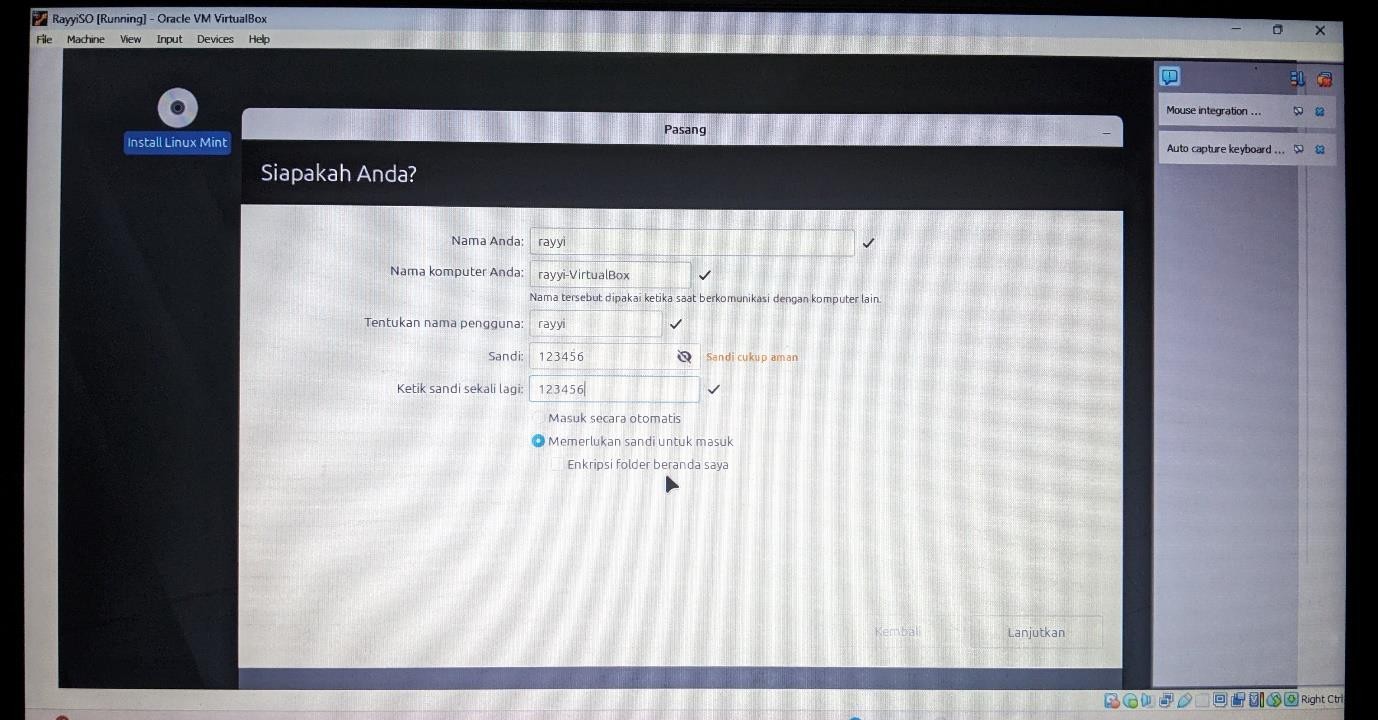 RayyiSO [Running] - Oracle VM VirtualBox
File Machine View Input Devices Help
Install Linux Mint
Pasang
Mouse integration ...
Auto capture keyboard ...
Siapakah Anda?
Nama Anda: rayyi
Nama komputer Anda: rayyi-VirtualBox
Nama tersebut dipakai ketika saat berkomunikasi dengan komputer lain.
Tentukan nama pengguna: rayyi
Sandi: 123456 Sandi cukup aman
Ketik sandi sekali lagi: 123456
Masuk secara otomatis
Memerlukan sandi untuk masuk
Enkripsi folder beranda saya
Kembali Lanjutkan
Right Ctrl